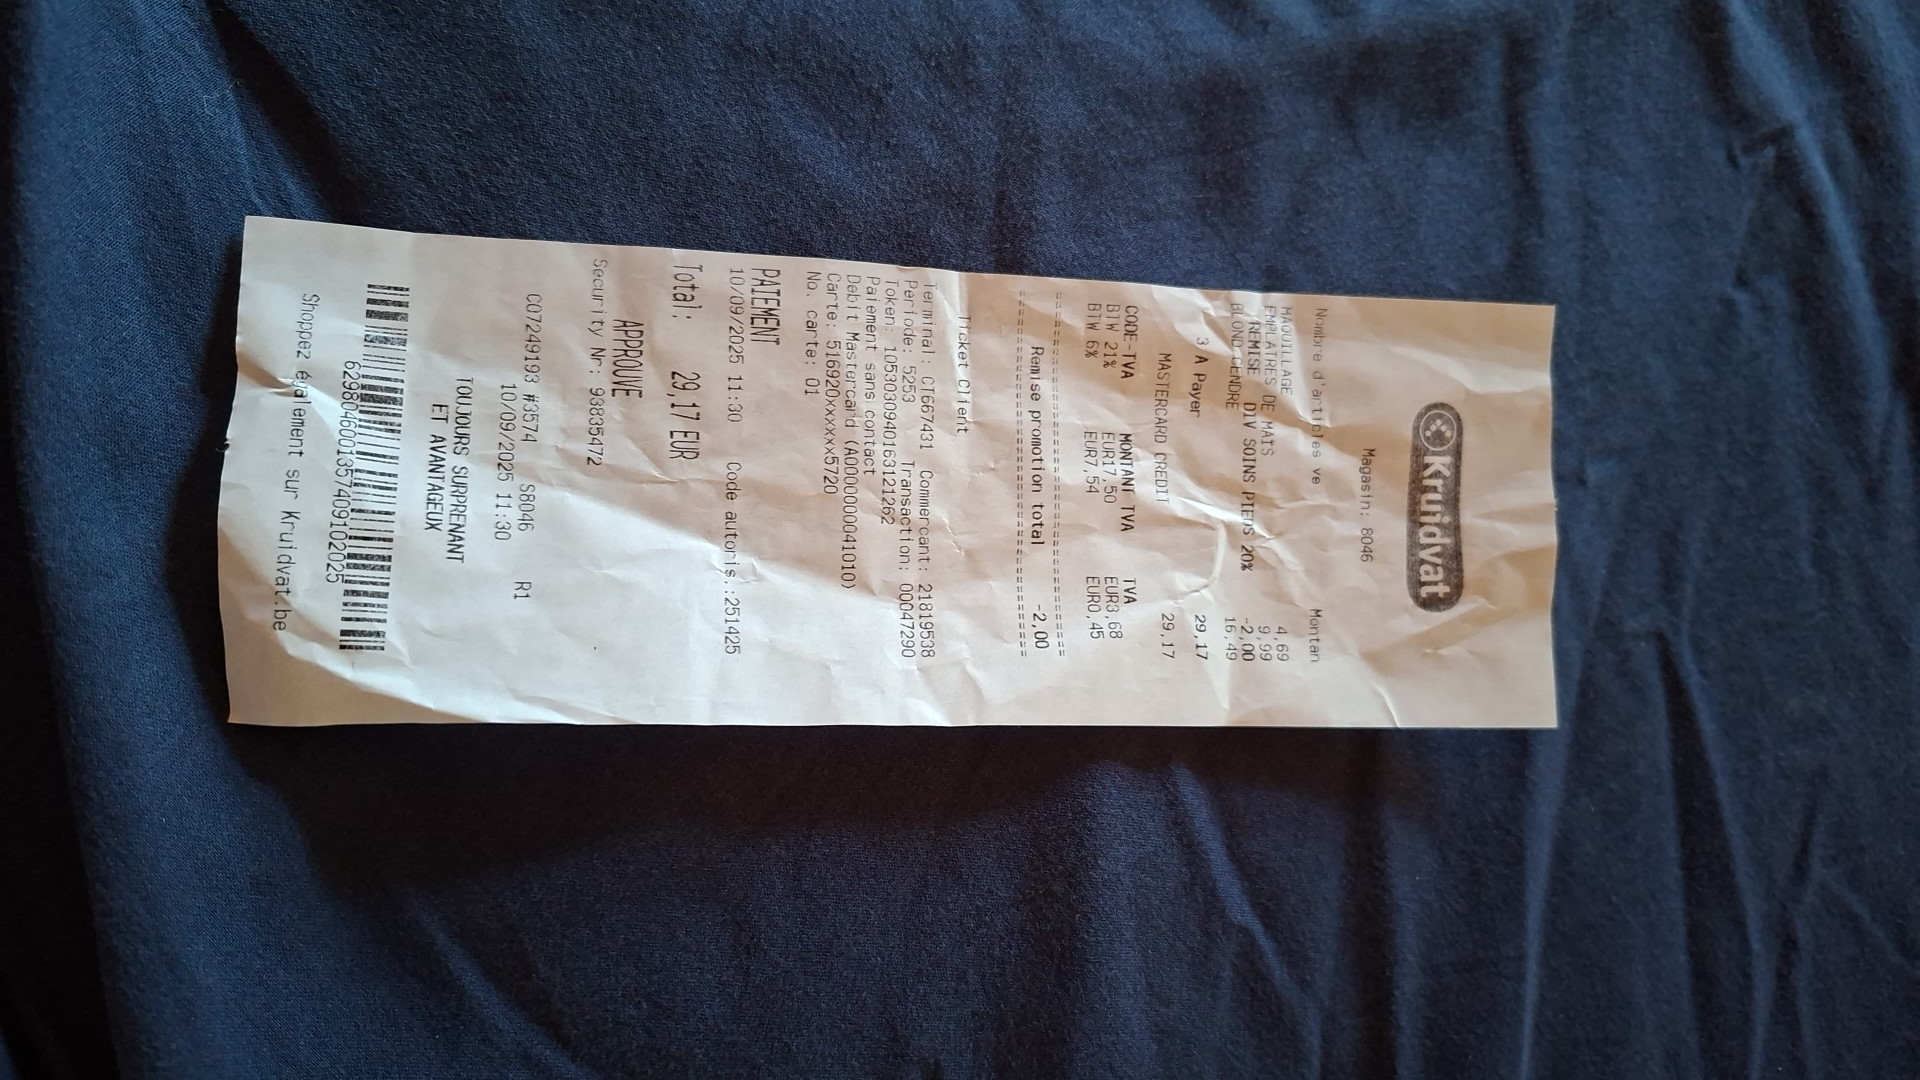 Kruidvat
Magasin: 8046
Nombre d'articles ve Montan
MAQUILLAGE 4,69
EMPLATRES DE MAIS 9,99
REMISE DIV SOINS PIEDS 20% -2,00
BLOND CENDRE 16,49
3 A Payer 29,17
MASTERCARD CREDIT 29,17
CODE-TVA MONTANT TVA TVA
BTW 21% EUR17,50 EUR3,68
BTW 6% EUR7,54 EUR0,45
Remise promotion total -2,00
Ticket Client
Terminal: CT667431 Commercant: 21819538
Periode: 5253 Transaction: 00047290
Token: 1053030940163121262
Paiement sans contact
Debit Mastercard (A0000000041010)
Carte: 516920xxxxxx5720
No. carte: 01
PAIEMENT
10/09/2025 11:30 Code autoris.:251425
Total: 29,17 EUR
APPROUVE
Security Nr: 99835472
C07249193 #3574 S8046 R1
10/09/2025 11:30
TOUJOURS SURPRENANT
ET AVANTAGEUX
62980460013574091​02025
Shoppez également sur Kruidvat.be